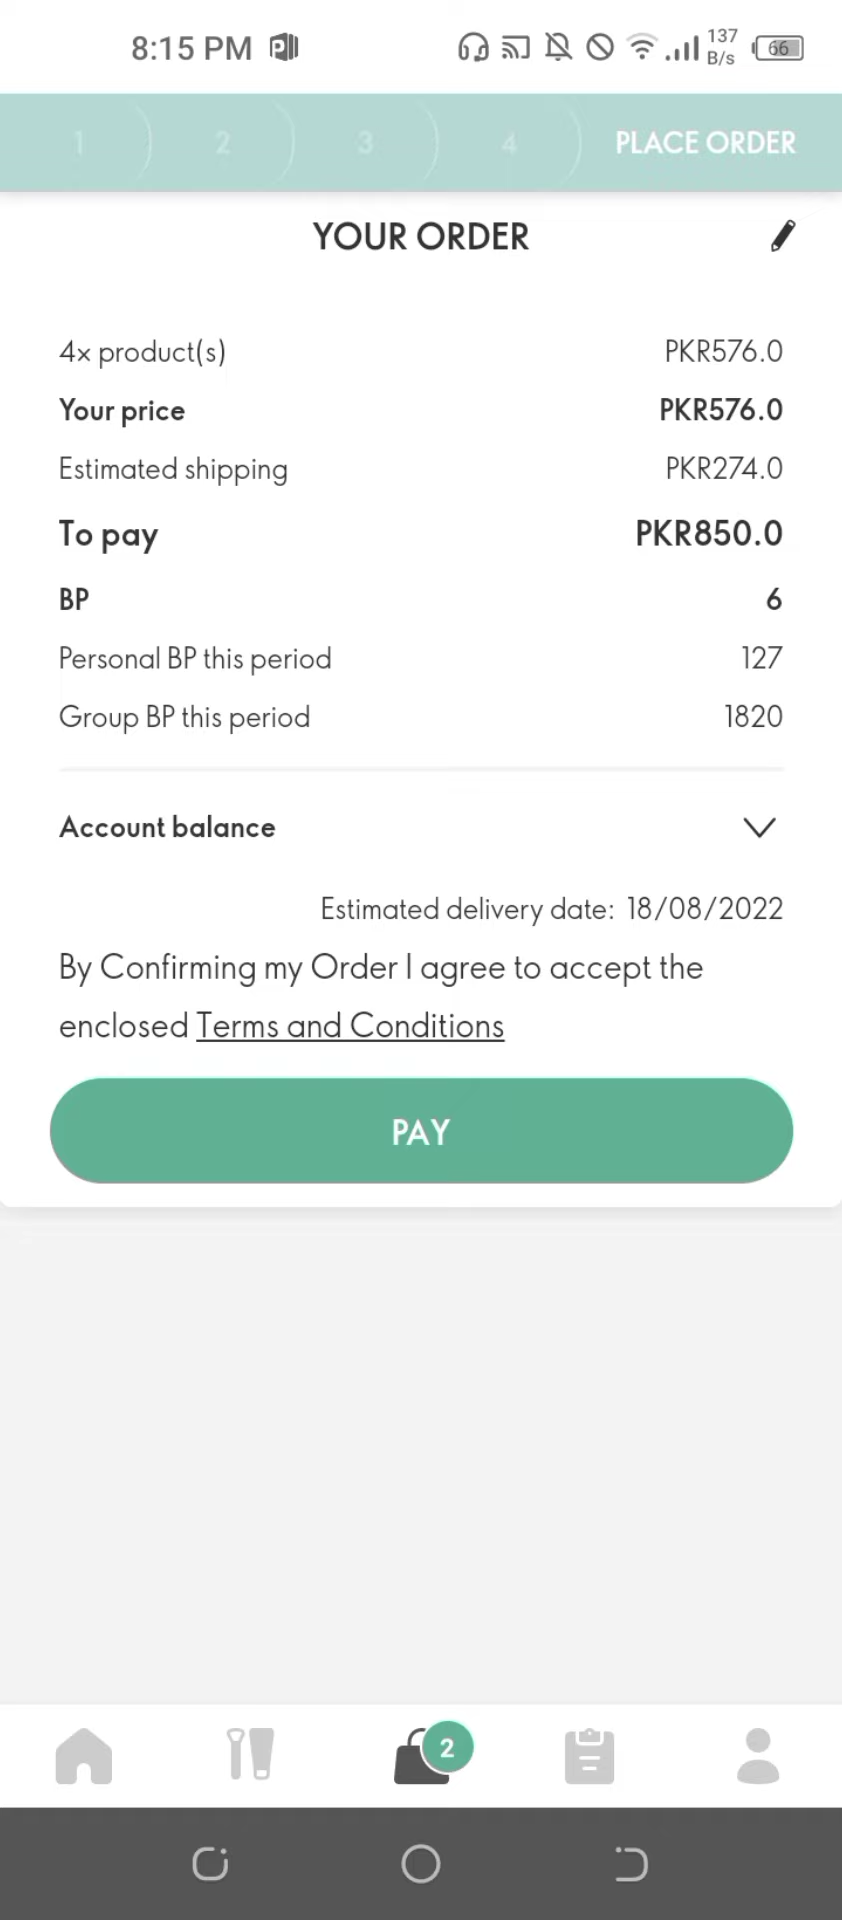 8:15 PM
137
B/s
66
1
2
3
4
PLACE ORDER
YOUR ORDER
4x product(s) PKR576.0
Your price PKR576.0
Estimated shipping PKR274.0
To pay PKR850.0
BP 6
Personal BP this period 127
Group BP this period 1820
Account balance
Estimated delivery date: 18/08/2022
By Confirming my Order I agree to accept the
enclosed Terms and Conditions
PAY
2